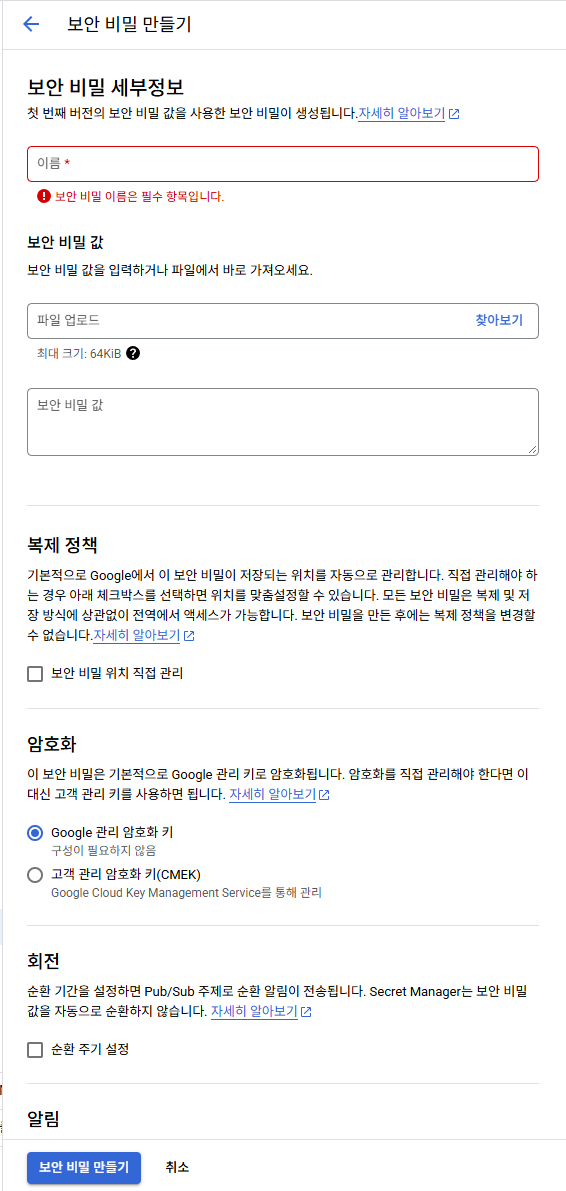 보안 비밀 만들기
보안 비밀 세부정보
첫 번째 버전의 보안 비밀 값을 사용한 보안 비밀이 생성됩니다.자세히 알아보기
이름 *
보안 비밀 이름은 필수 항목입니다.
보안 비밀 값
보안 비밀 값을 입력하거나 파일에서 바로 가져오세요.
파일 업로드 찾아보기
최대 크기: 64KiB
보안 비밀 값
복제 정책
기본적으로 Google에서 이 보안 비밀이 저장되는 위치를 자동으로 관리합니다. 직접 관리해야 하
는 경우 아래 체크박스를 선택하면 위치를 맞춤설정할 수 있습니다. 모든 보안 비밀은 복제 및 저
장 방식에 상관없이 전역에서 액세스가 가능합니다. 보안 비밀을 만든 후에는 복제 정책을 변경할
수 없습니다.자세히 알아보기
보안 비밀 위치 직접 관리
암호화
이 보안 비밀은 기본적으로 Google 관리 키로 암호화됩니다. 암호화를 직접 관리해야 한다면 이
대신 고객 관리 키를 사용하면 됩니다. 자세히 알아보기
Google 관리 암호화 키
구성이 필요하지 않음
고객 관리 암호화 키(CMEK)
Google Cloud Key Management Service를 통해 관리
회전
순환 기간을 설정하면 Pub/Sub 주제로 순환 알림이 전송됩니다. Secret Manager는 보안 비밀
값을 자동으로 순환하지 않습니다. 자세히 알아보기
순환 주기 설정
알림
보안 비밀 만들기 취소